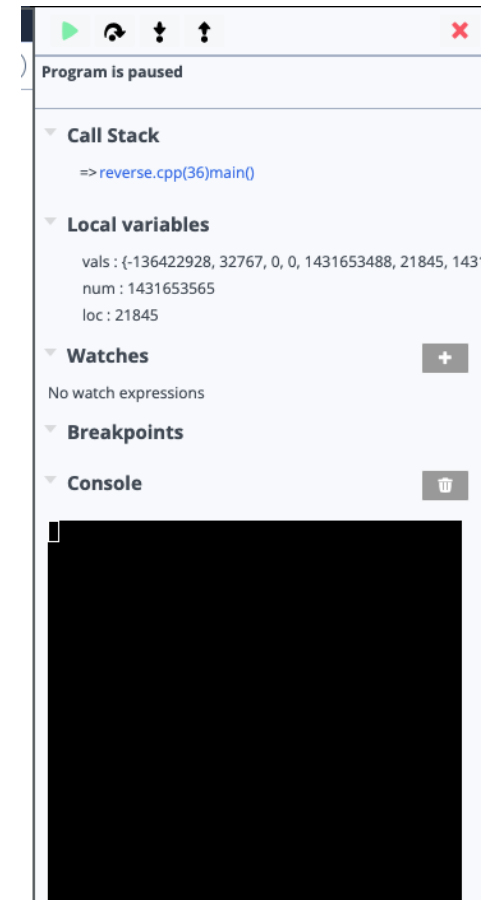 Program is paused
Call Stack
=> reverse.cpp(36)main()
Local variables
vals : {-136422928, 32767, 0, 0, 1431653488, 21845, 143
num : 1431653565
loc : 21845
Watches
No watch expressions
Breakpoints
Console